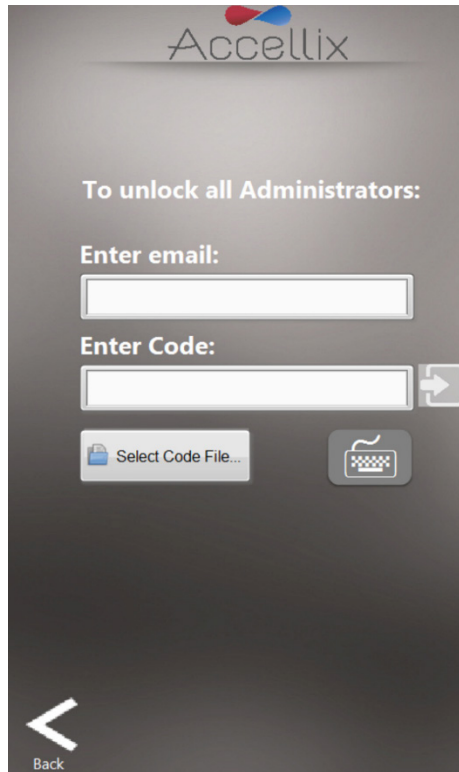 Accellix
To unlock all Administrators:
Enter email:
Enter Code:
Select Code File...
Back